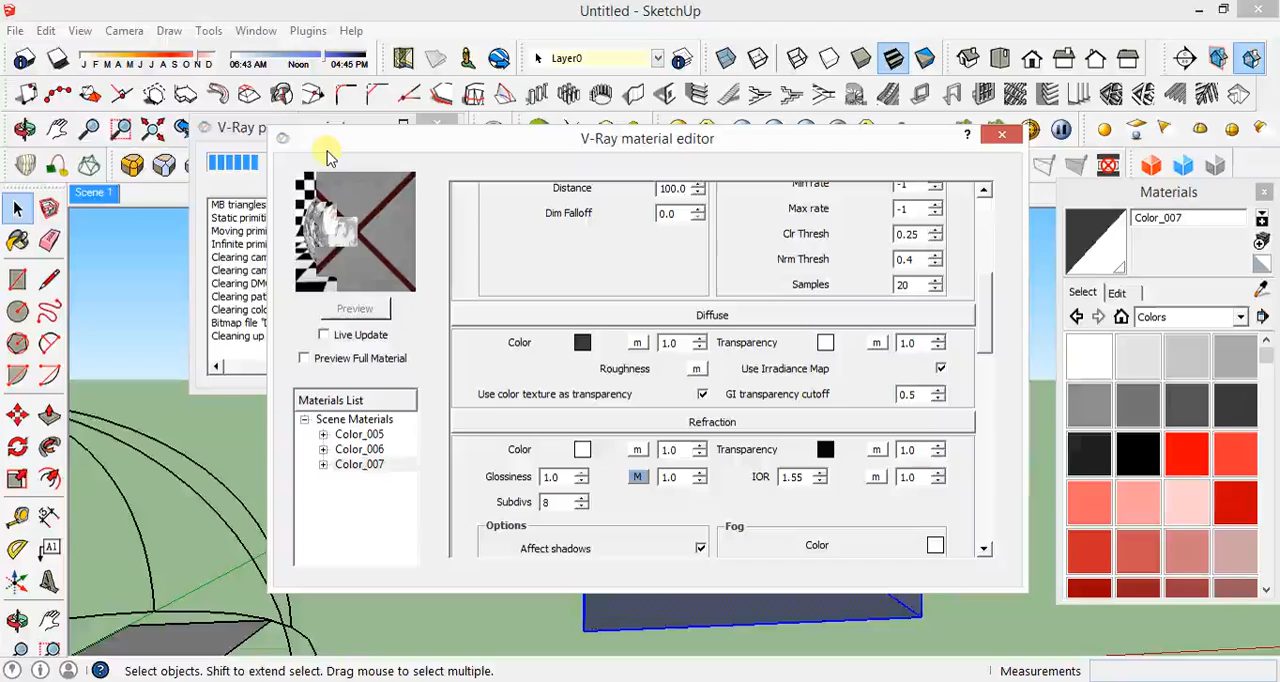 Untitled - SketchUp
File Edit View Camera Draw Tools Window Plugins Help
J F M A M J J A S O N D
06:43 AM Noon 04:45 PM
Layer0
V-Ray p
V-Ray material editor
?
Scene 1
Materials
MB triangles
Static primiti
Moving primi
Infinite primi
Clearing cam
Clearing DMC
Clearing pat
Clearing colo
Bitmap file "
Cleaning up
Color_007
Select Edit
Colors
Preview
Live Update
Preview Full Material
Materials List
Scene Materials
Color_005
Color_006
Color_007
Distance 100.0
Min rate -1
Dim Falloff 0.0
Max rate -1
Clr Thresh 0.25
Nrm Thresh 0.4
Samples 20
Diffuse
Color m 1.0 Transparency m 1.0
Roughness m Use Irradiance Map
Use color texture as transparency GI transparency cutoff 0.5
Refraction
Color m 1.0 Transparency m 1.0
Glossiness 1.0 M 1.0 IOR 1.55 m 1.0
Subdivs 8
Options Fog
Affect shadows Color
Select objects. Shift to extend select. Drag mouse to select multiple.
Measurements